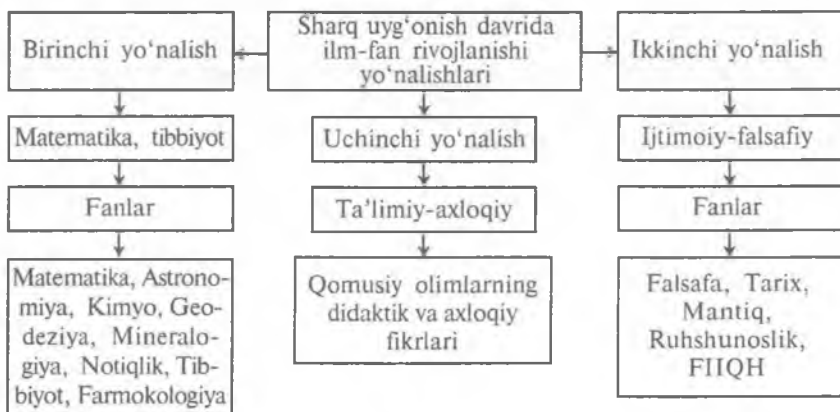 Sharq uyg‘onish davrida
ilm-fan rivojlanishi
yo‘nalishlari
Birinchi yo‘nalish
Matematika, tibbiyot
Fanlar
Matematika, Astrono-
miya, Kimyo, Geo-
deziya, Mineralo-
giya, Notiqlik, Tib-
biyot, Farmokologiya
Uchinchi yo‘nalish
Ta’limiy-axloqiy
Qomusiy olimlarning
didaktik va axloqiy
fikrlari
Ikkinchi yo‘nalish
Ijtimoiy-falsafiy
Fanlar
Falsafa, Tarix,
Mantiq,
Ruhshunoslik,
FIIQH